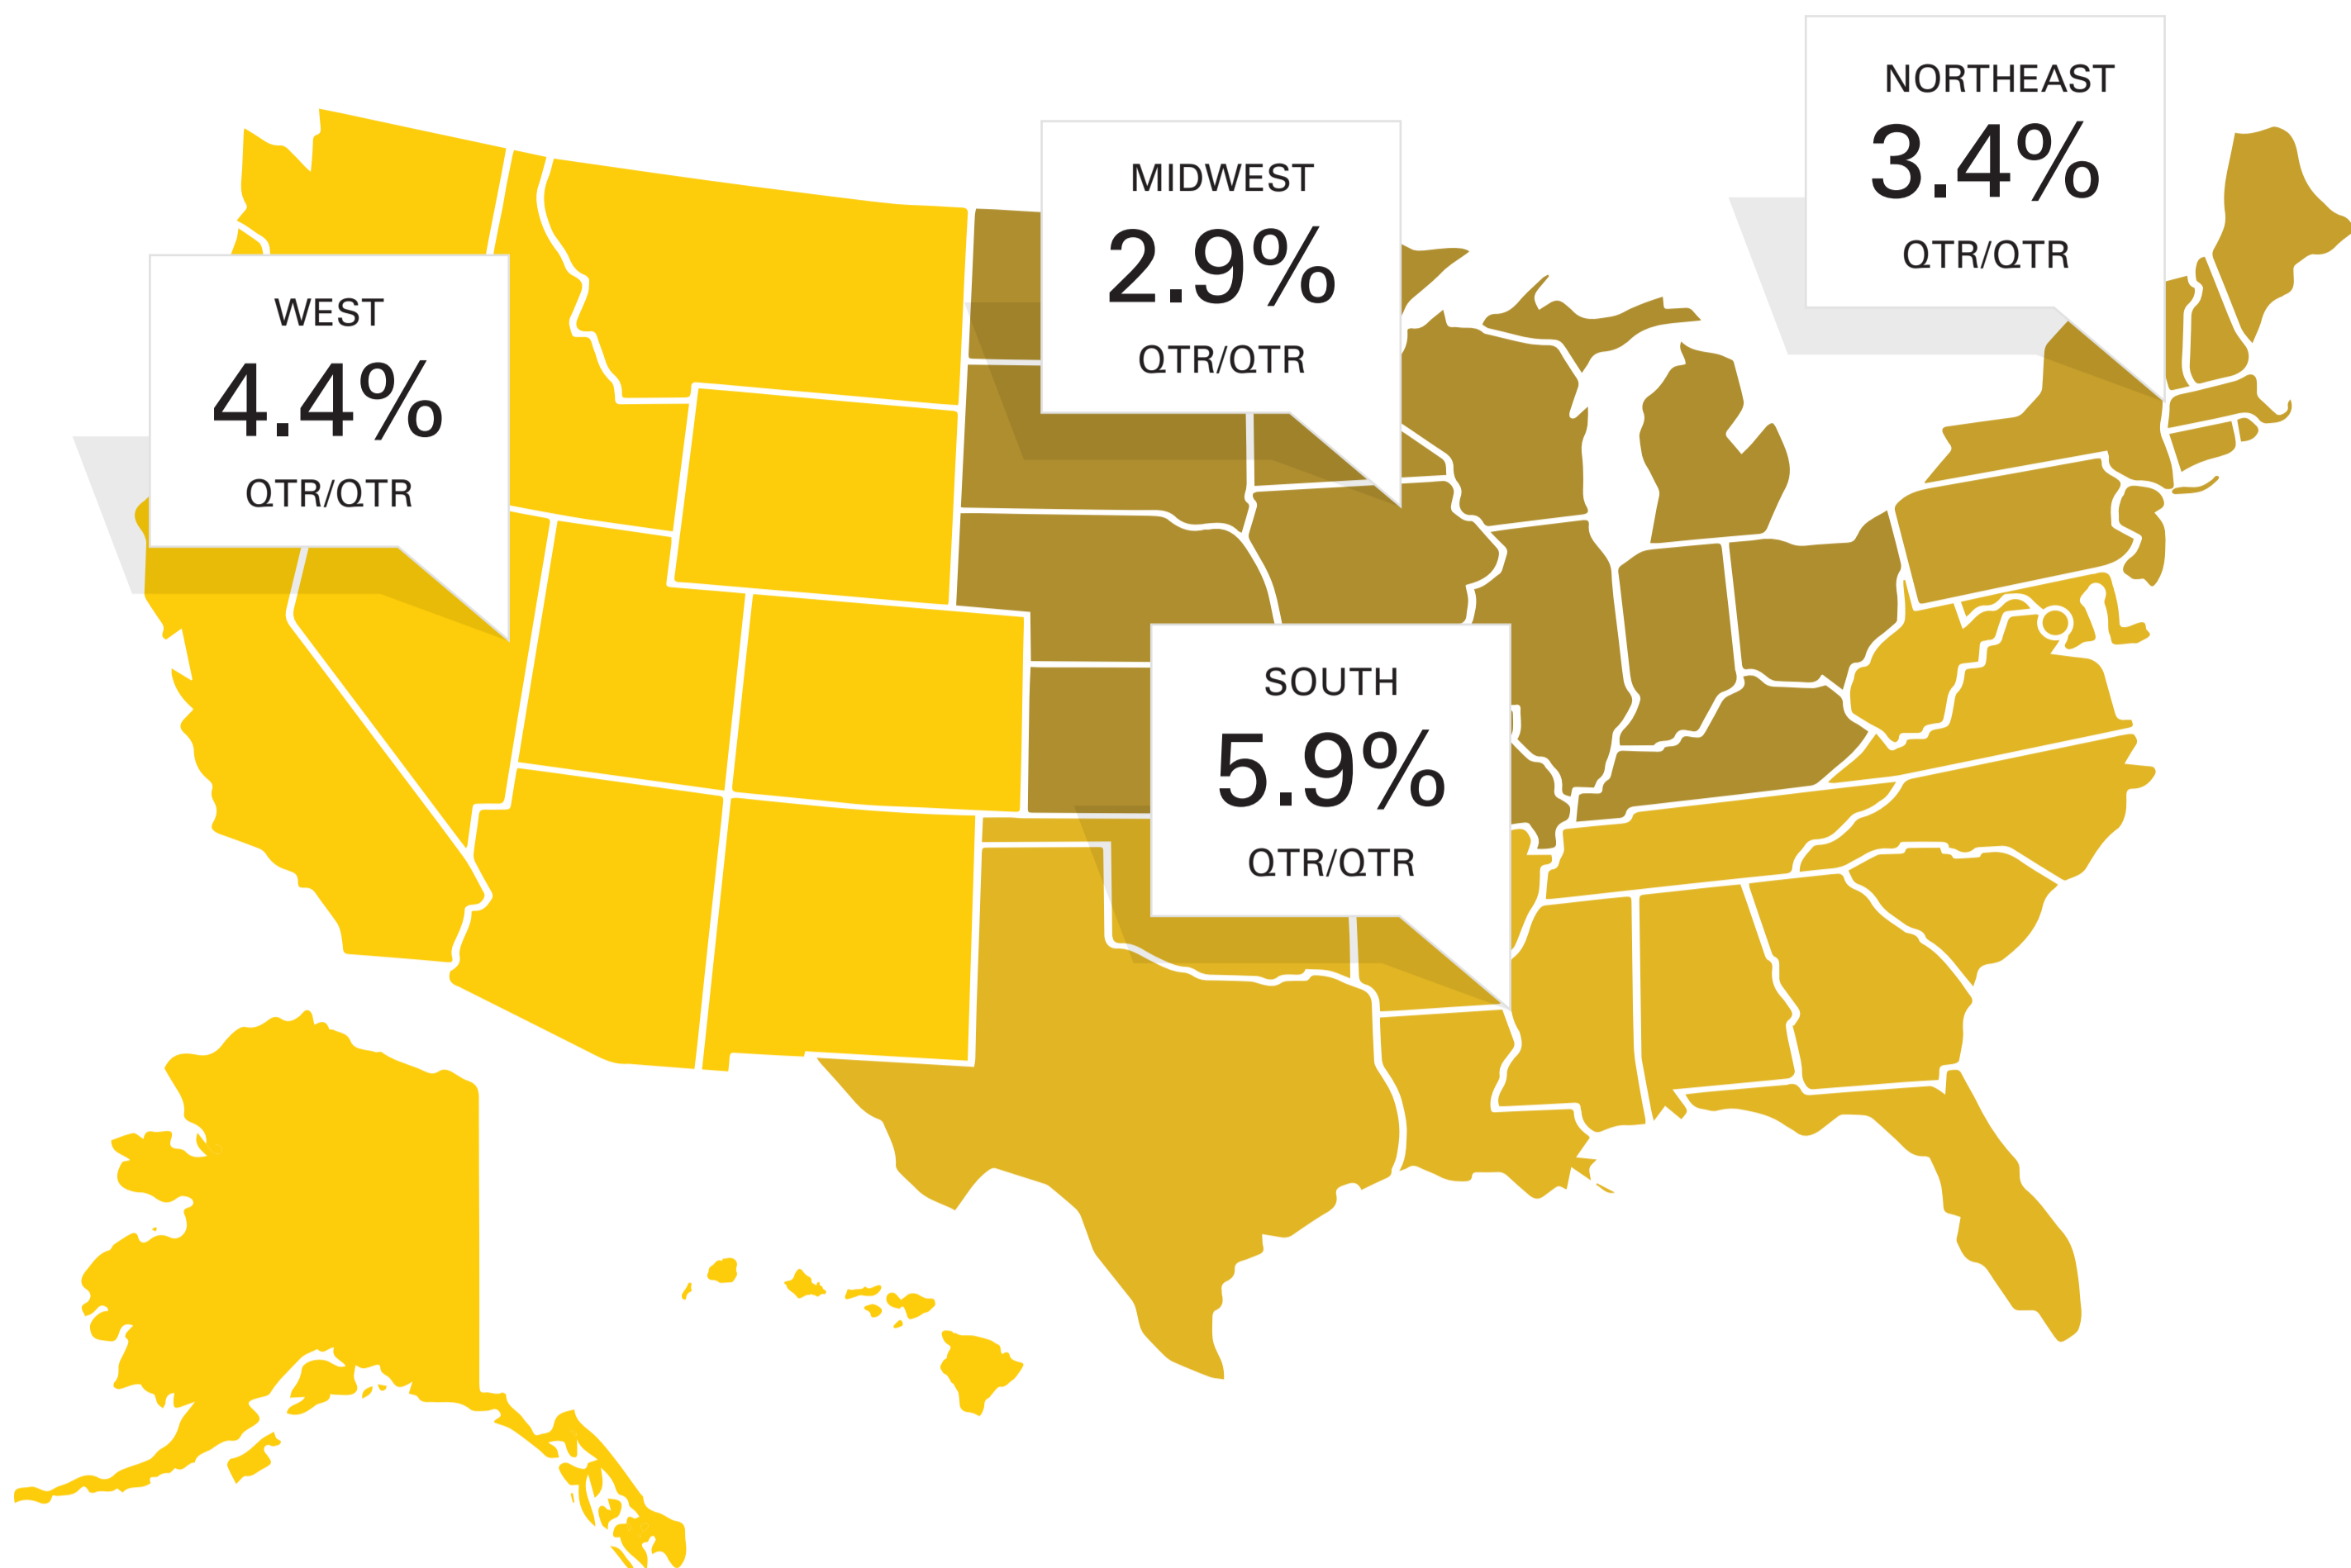 NORTHEAST
3.4%
QTR/QTR
MIDWEST
2.9%
QTR/QTR
WEST
4.4%
QTR/QTR
SOUTH
5.9%
QTR/QTR